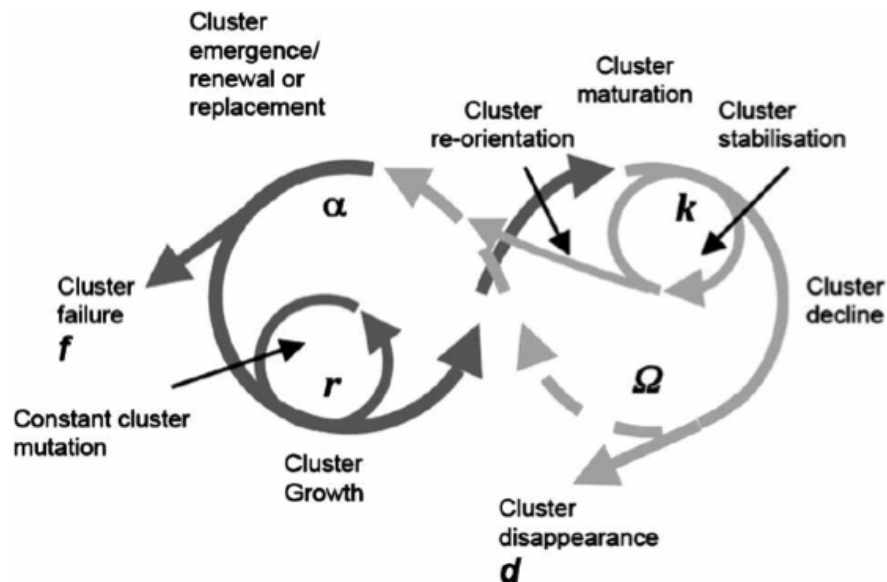 Cluster
emergence/
renewal or
replacement
Cluster
re-orientation
Cluster
maturation
Cluster
stabilisation
α
k
Cluster
failure
f
Cluster
decline
r
Ω
Constant cluster
mutation
Cluster
Growth
Cluster
disappearance
d